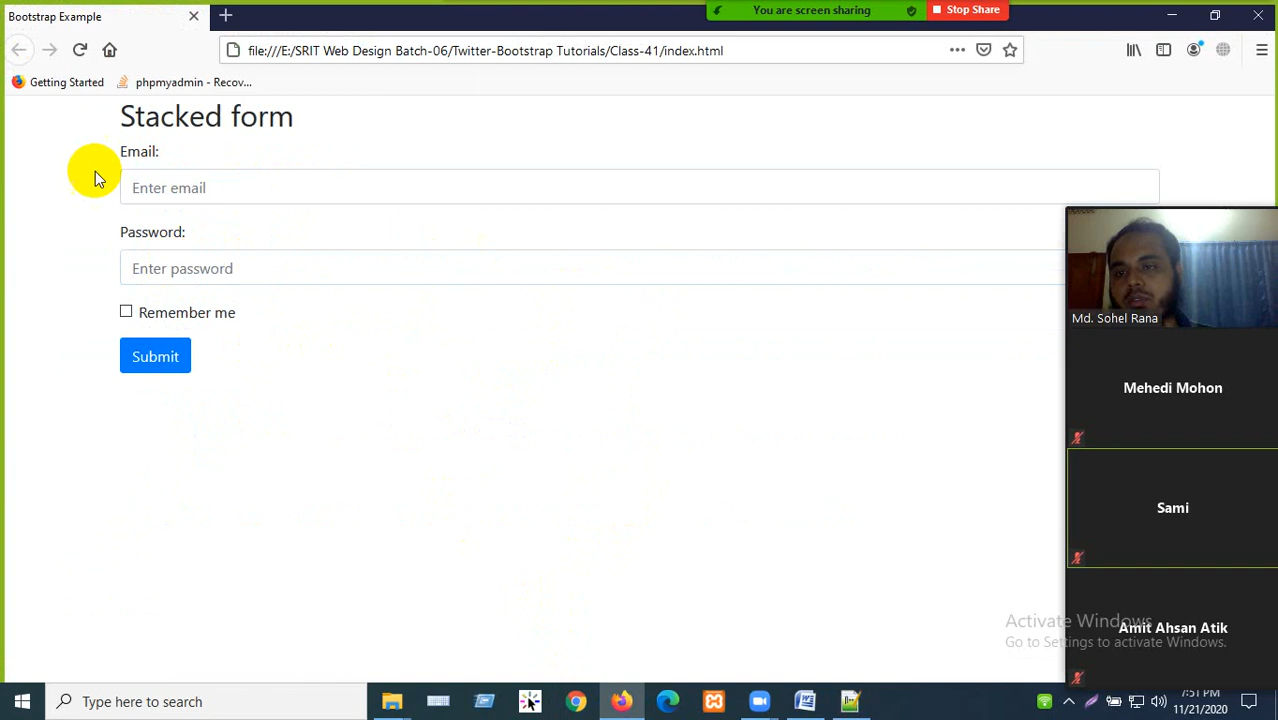 You are screen sharing
Stop Share
Bootstrap Example
file:///E:/SRIT Web Design Batch-06/Twitter-Bootstrap Tutorials/Class-41/index.html
Getting Started
phpmyadmin - Recov...
Stacked form
Email:
Enter email
Password:
Enter password
Remember me
Submit
Md. Sohel Rana
Mehedi Mohon
Sami
Amit Ahsan Atik
Activate Windows
Go to Settings to activate Windows.
Type here to search
7:51 PM
11/21/2020